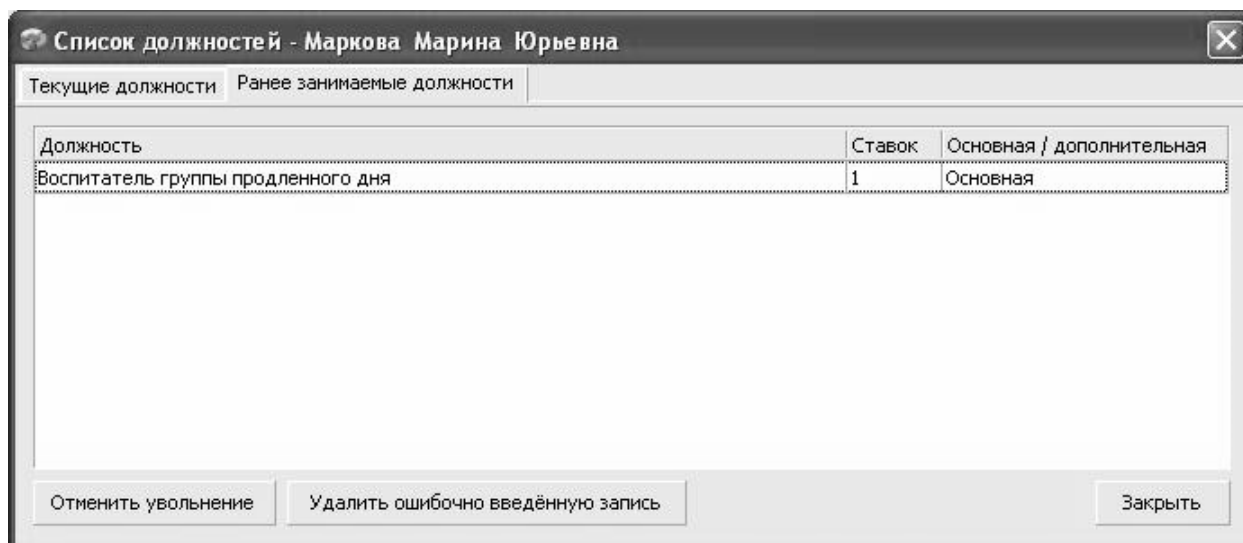 Список должностей - Маркова Марина Юрьевна
Текущие должности Ранее занимаемые должности
Должность Ставок Основная / дополнительная
Воспитатель группы продленного дня 1 Основная
Отменить увольнение Удалить ошибочно введённую запись Закрыть